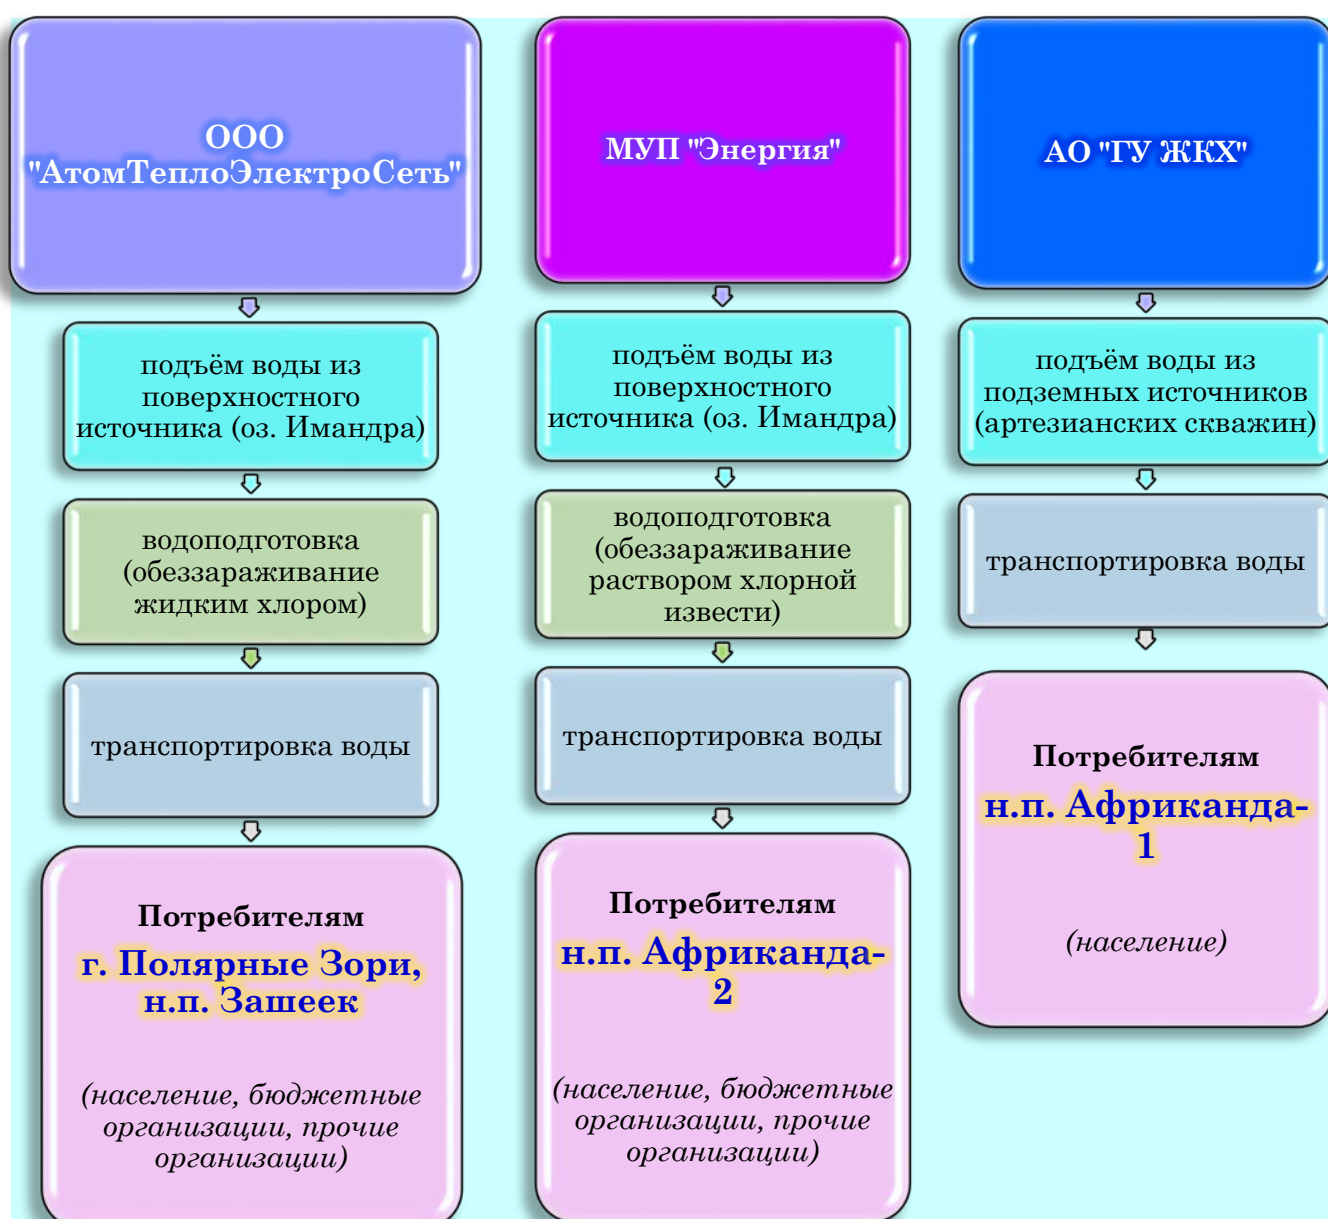 ООО
"АтомТеплоЭлектроСеть"
подъём воды из
поверхностного
источника (оз. Имандра)
водоподготовка
(обеззараживание
жидким хлором)
транспортировка воды
Потребителям
г. Полярные Зори,
н.п. Зашеек
(население, бюджетные
организации, прочие
организации)
МУП "Энергия"
подъём воды из
поверхностного
источника (оз. Имандра)
водоподготовка
(обеззараживание
раствором хлорной
извести)
транспортировка воды
Потребителям
н.п. Африканда-
2
(население, бюджетные
организации, прочие
организации)
АО "ГУ ЖКХ"
подъём воды из
подземных источников
(артезианских скважин)
транспортировка воды
Потребителям
н.п. Африканда-
1
(население)